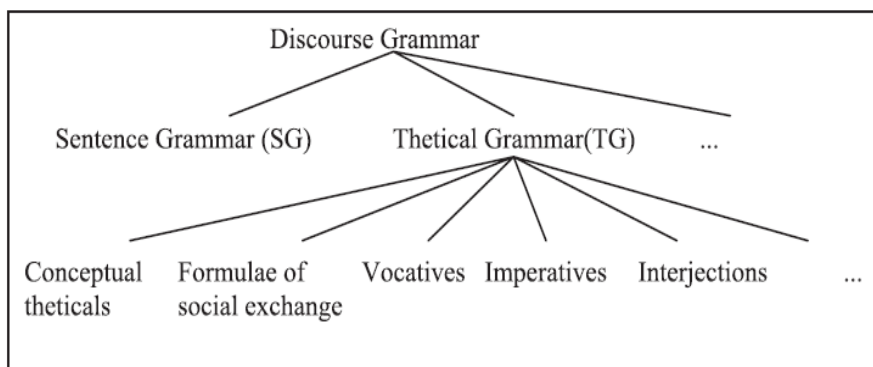 Discourse Grammar
Sentence Grammar (SG) Thetical Grammar(TG) ...
Conceptual Formulae of Vocatives Imperatives Interjections ...
theticals social exchange